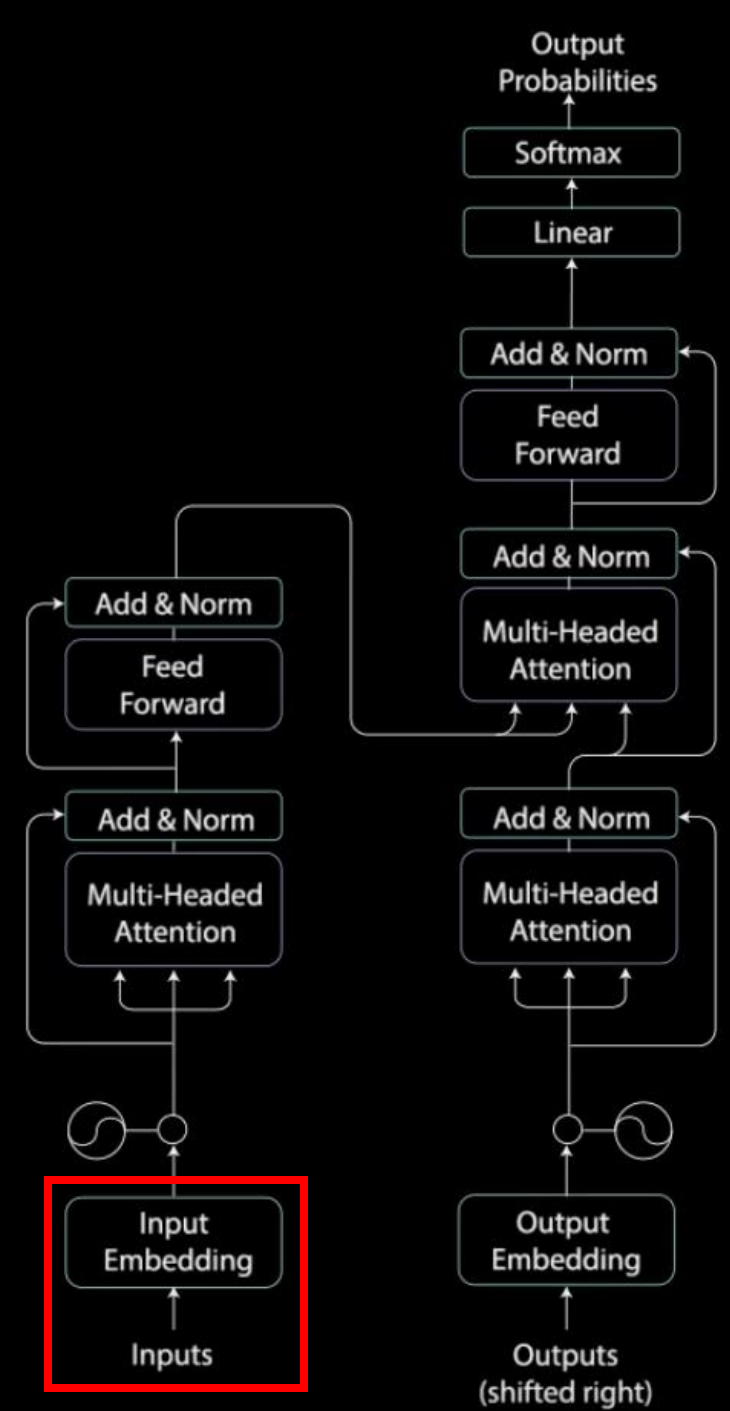 Output
Probabilities
Softmax
Linear
Add & Norm
Feed
Forward
Add & Norm
Multi-Headed
Attention
Add & Norm
Multi-Headed
Attention
Output
Embedding
Outputs
(shifted right)
Add & Norm
Feed
Forward
Add & Norm
Multi-Headed
Attention
Input
Embedding
Inputs